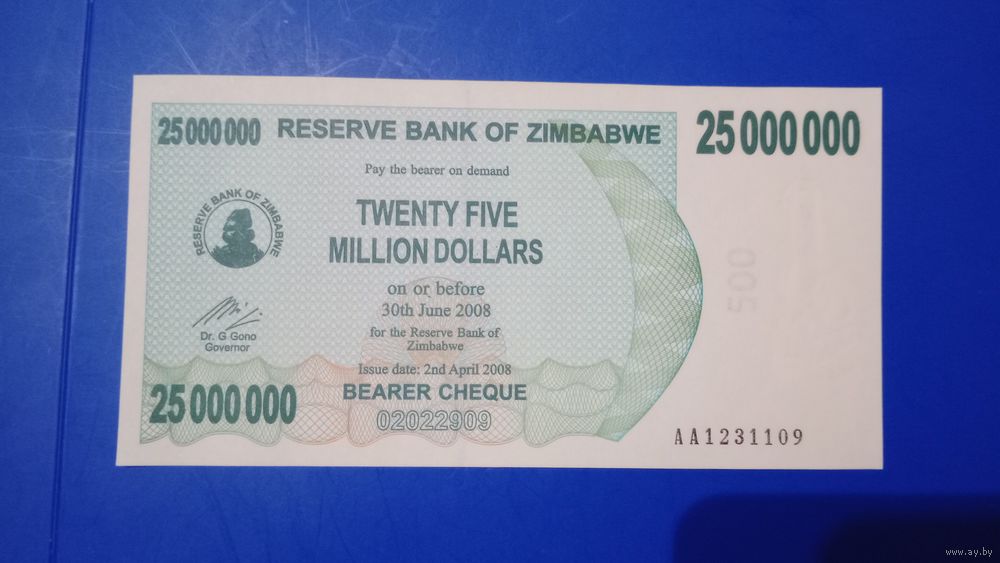 25 000 000 RESERVE BANK OF ZIMBABWE 25 000 000
Pay the bearer on demand
RESERVE BANK OF ZIMBABWE
TWENTY FIVE
MILLION DOLLARS
on or before
30th June 2008
for the Reserve Bank of
Zimbabwe
Dr. G Gono
Governor
Issue date: 2nd April 2008
25 000 000 BEARER CHEQUE
02022909
AA1231109
500
www.ay.by